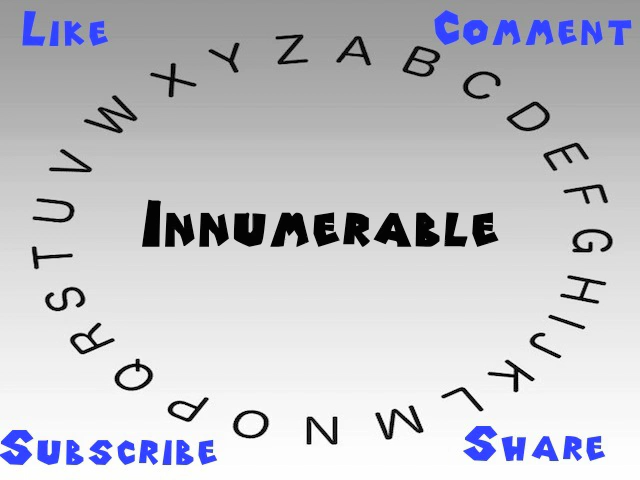 Like
Comment
A B C D E F G H I J K L M N O P Q R S T U V W X Y Z
Innumerable
Subscribe
Share